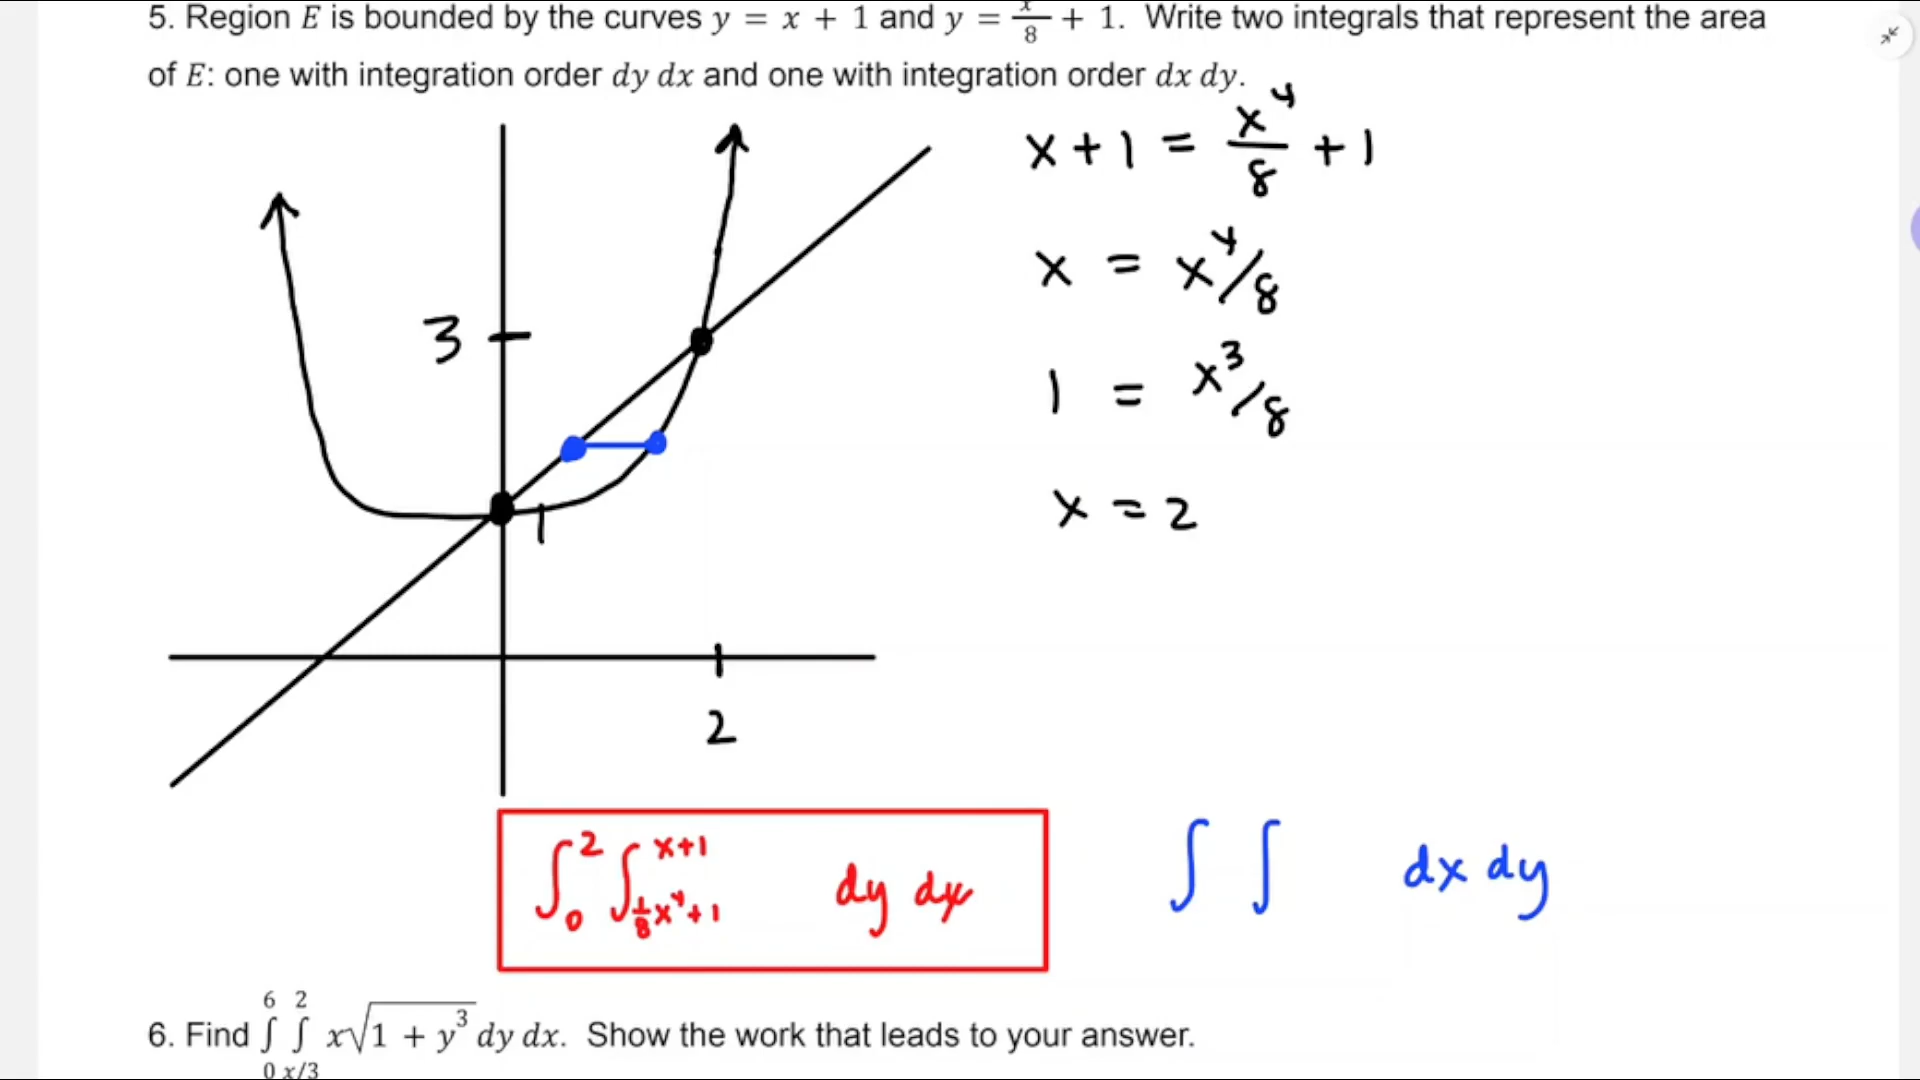 5. Region E is bounded by the curves y = x + 1 and y = x/8 + 1. Write two integrals that represent the area
of E: one with integration order dy dx and one with integration order dx dy.
x+1 = x⁴/8 +1
x = x⁴/8
3
1 = x³/8
1
x = 2
2
∫₀² ∫_{⅛x⁴+1}^{x+1} dy dx
∫ ∫ dx dy
6. Find ∫₀⁶ ∫_{x/3}² x√(1 + y³) dy dx. Show the work that leads to your answer.